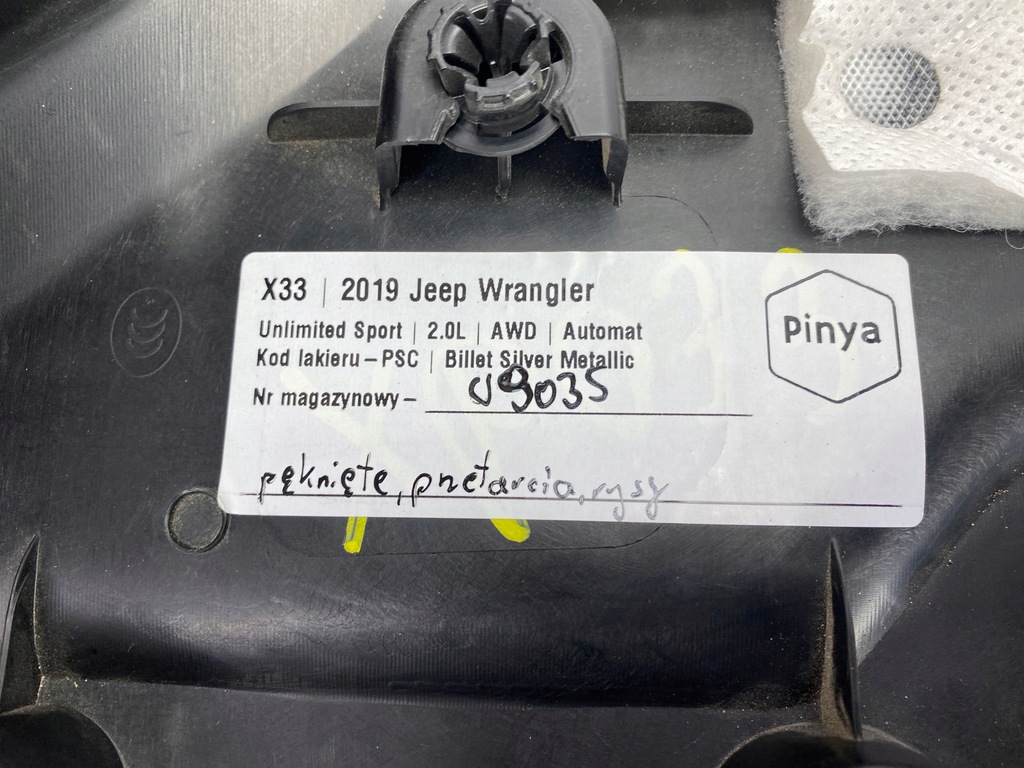 X33 | 2019 Jeep Wrangler
Unlimited Sport | 2.0L | AWD | Automat
Kod lakieru – PSC | Billet Silver Metallic
Nr magazynowy – U9035
pęknięte, przetarcia, rysy
Pinya